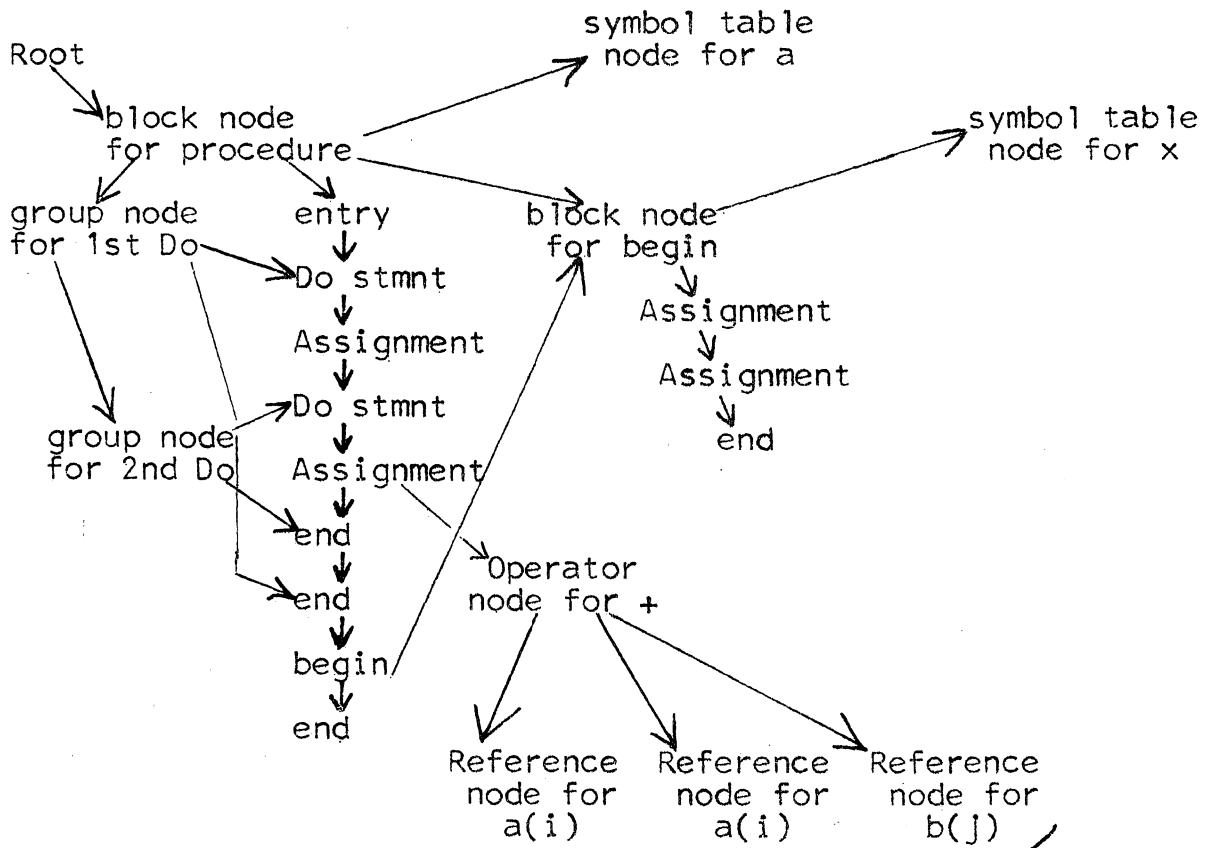 Root
symbol table
node for a
block node
for procedure
symbol table
node for x
group node
for 1st Do
entry
block node
for begin
Do stmnt
Assignment
Assignment
Assignment
Do stmnt
end
group node
for 2nd Do
Assignment
end
Operator
node for +
end
begin
end
Reference
node for
a(i)
Reference
node for
a(i)
Reference
node for
b(j)